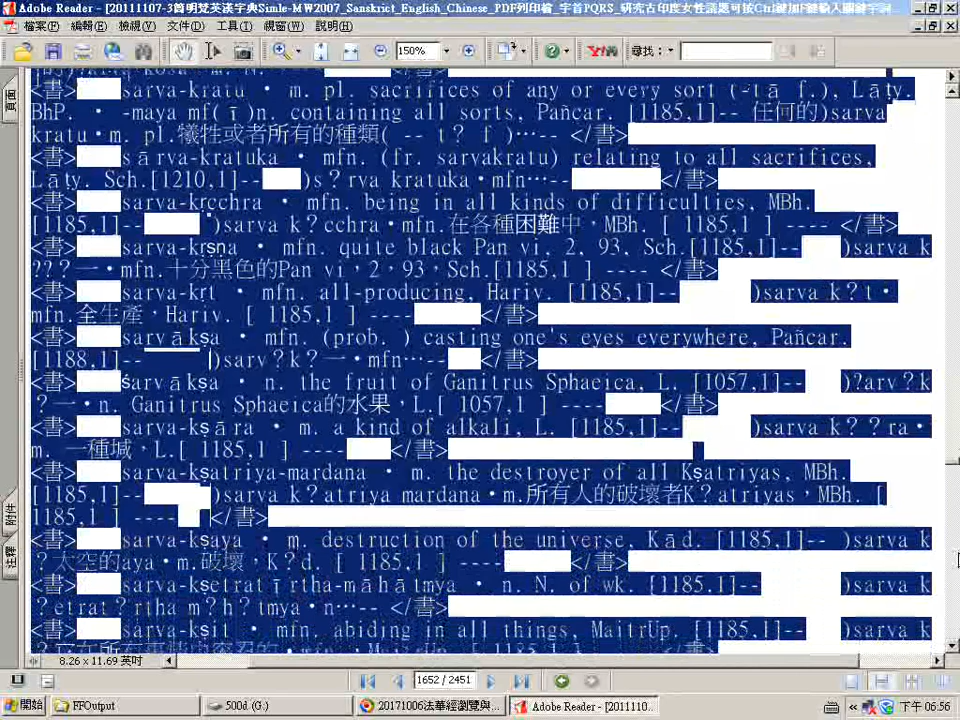 Adobe Reader - [20111107-3簡明梵英漢字典Simle-MW2007_Sanskrict_English_Chinese_PDF列印檔_字首PQRS_研究古印度女性議題可按Ctrl鍵加F鍵輸入關鍵字詞
檔案(F) 編輯(E) 檢視(V) 文件(D) 工具(T) 視窗(W) 說明(H)
150% 尋找：
頁面
附件
注釋
<書> sarva-kratu • m. pl. sacrifices of any or every sort (-tā f.), Lāṭy.
BhP. • -maya mf(ī)n. containing all sorts, Pañcar. [1185,1]-- 任何的)sarva
kratu•m. pl.犧牲或者所有的種類( -- t? f )…-- </書>
<書> sārva-kratuka • mfn. (fr. sarvakratu) relating to all sacrifices,
Lāty. Sch.[1210,1]-- )s?rva kratuka•mfn…-- </書>
<書> sarva-kṛcchra • mfn. being in all kinds of difficulties, MBh.
[1185,1]-- )sarva k?cchra•mfn.在各種困難中，MBh. [ 1185,1 ] ---- </書>
<書> sarva-kṛṣṇa • mfn. quite black Pan vi, 2, 93, Sch.[1185,1]-- )sarva k
???一•mfn.十分黑色的Pan vi，2，93，Sch.[1185,1 ] ---- </書>
<書> sarva-kṛt • mfn. all-producing, Hariv. [1185,1]-- )sarva k?t•
mfn.全生產，Hariv. [ 1185,1 ] ---- </書>
<書> sarvākṣa • mfn. (prob. ) casting one's eyes everywhere, Pañcar.
[1188,1]-- )sarv?k?一•mfn…-- </書>
<書> śarvākṣa • n. the fruit of Ganitrus Sphaeica, L. [1057,1]-- )?arv?k
?一•n. Ganitrus Sphaeica的水果，L.[ 1057,1 ] ---- </書>
<書> sarva-kṣāra • m. a kind of alkali, L. [1185,1]-- )sarva k??ra•
m. 一種堿，L.[ 1185,1 ] ---- </書>
<書> sarva-kṣatriya-mardana • m. the destroyer of all Kṣatriyas, MBh.
[1185,1]-- )sarva k?atriya mardana•m.所有人的破壞者K?atriyas，MBh. [
1185,1 ] ---- </書>
<書> sarva-kṣaya • m. destruction of the universe, Kād. [1185,1]-- )sarva k
?太空的aya•m.破壞，K?d. [ 1185,1 ] ---- </書>
<書> sarva-kṣetratīrtha-māhātmya • n. N. of wk. [1185,1]-- )sarva k
?etrat?rtha m?h?tmya•n…-- </書>
<書> sarva-kṣit • mfn. abiding in all things, MaitrUp. [1185,1]-- )sarva k
8.26 x 11.69 英吋
1652 / 2451
開始 FFOutput 500d (G:) 20171006法華經瀏覽與... Adobe Reader - [2011110... 下午 06:56